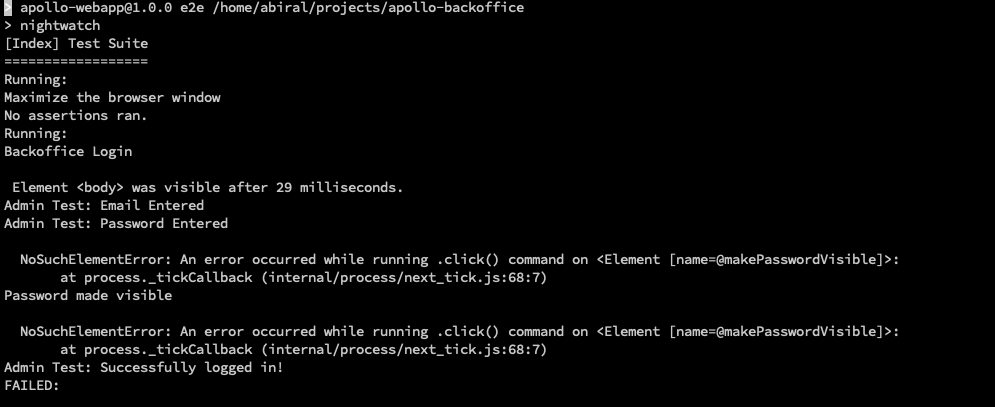 > apollo-webapp@1.0.0 e2e /home/abiral/projects/apollo-backoffice
> nightwatch
[Index] Test Suite
==================
Running:
Maximize the browser window
No assertions ran.
Running:
Backoffice Login
Element <body> was visible after 29 milliseconds.
Admin Test: Email Entered
Admin Test: Password Entered
NoSuchElementError: An error occurred while running .click() command on <Element [name=@makePasswordVisible]>:
at process._tickCallback (internal/process/next_tick.js:68:7)
Password made visible
NoSuchElementError: An error occurred while running .click() command on <Element [name=@makePasswordVisible]>:
at process._tickCallback (internal/process/next_tick.js:68:7)
Admin Test: Successfully logged in!
FAILED: